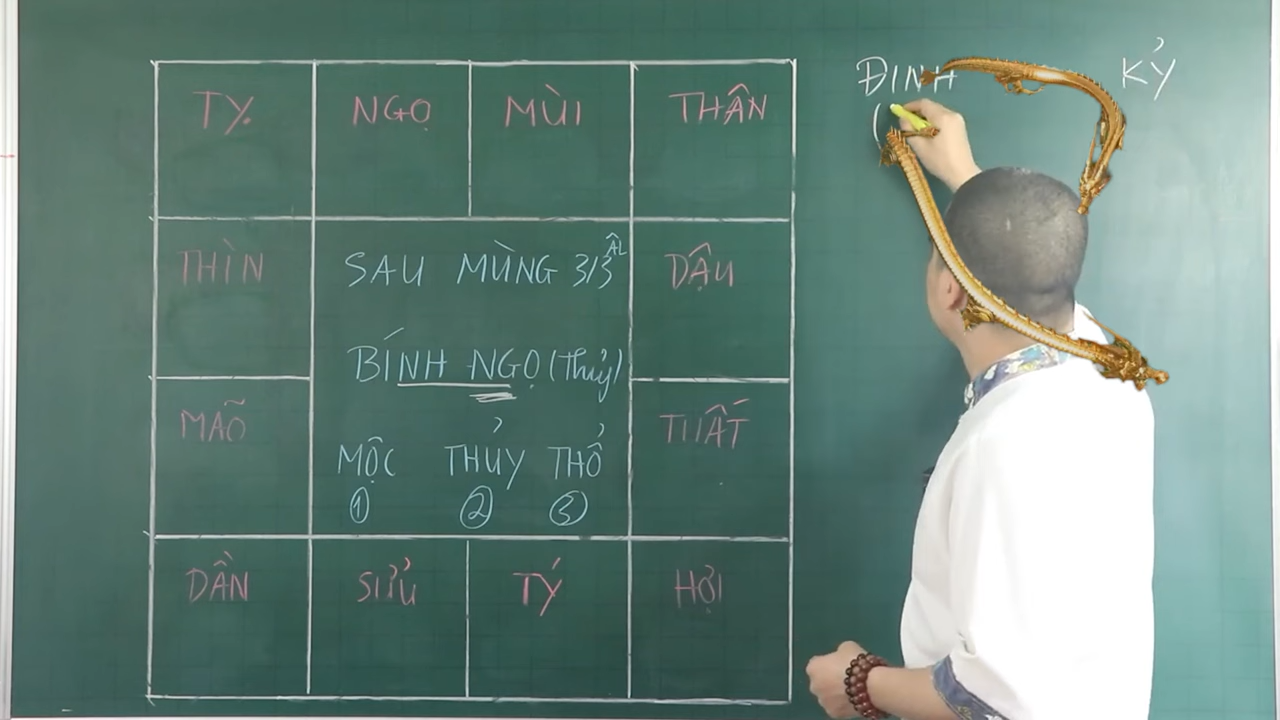 TỴ NGỌ MÙI THÂN
THÌN DẬU
MÃO TUẤT
DẦN SỬU TÝ HỢI
SAU MÙNG 3/3 ÂL
BÍNH NGỌ (Thủy)
MỘC THỦY THỔ
① ② ③
ĐINH KỶ
(